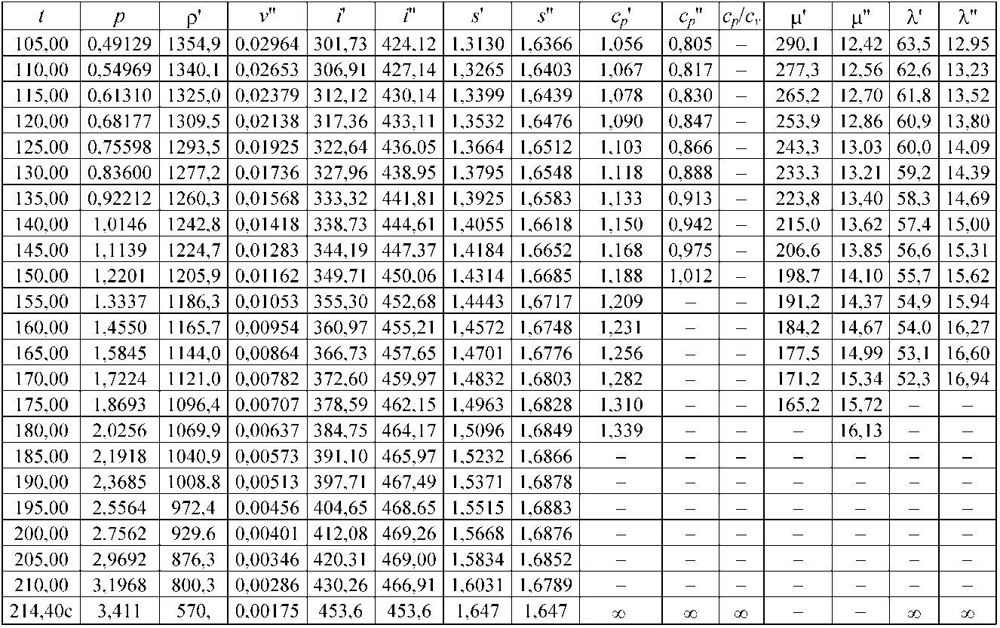 t p ρ' v" i' i" s' s" cp' cp" cp/cv μ' μ" λ' λ"
105,00 0,49129 1354,9 0,02964 301,73 424,12 1,3130 1,6366 1,056 0,805 – 290,1 12,42 63,5 12,95
110,00 0,54969 1340,1 0,02653 306,91 427,14 1,3265 1,6403 1,067 0,817 – 277,3 12,56 62,6 13,23
115,00 0,61310 1325,0 0,02379 312,12 430,14 1,3399 1,6439 1,078 0,830 – 265,2 12,70 61,8 13,52
120,00 0,68177 1309,5 0,02138 317,36 433,11 1,3532 1,6476 1,090 0,847 – 253,9 12,86 60,9 13,80
125,00 0,75598 1293,5 0,01925 322,64 436,05 1,3664 1,6512 1,103 0,866 – 243,3 13,03 60,0 14,09
130,00 0,83600 1277,2 0,01736 327,96 438,95 1,3795 1,6548 1,118 0,888 – 233,3 13,21 59,2 14,39
135,00 0,92212 1260,3 0,01568 333,32 441,81 1,3925 1,6583 1,133 0,913 – 223,8 13,40 58,3 14,69
140,00 1,0146 1242,8 0,01418 338,73 444,61 1,4055 1,6618 1,150 0,942 – 215,0 13,62 57,4 15,00
145,00 1,1139 1224,7 0,01283 344,19 447,37 1,4184 1,6652 1,168 0,975 – 206,6 13,85 56,6 15,31
150,00 1,2201 1205,9 0,01162 349,71 450,06 1,4314 1,6685 1,188 1,012 – 198,7 14,10 55,7 15,62
155,00 1,3337 1186,3 0,01053 355,30 452,68 1,4443 1,6717 1,209 – – 191,2 14,37 54,9 15,94
160,00 1,4550 1165,7 0,00954 360,97 455,21 1,4572 1,6748 1,231 – – 184,2 14,67 54,0 16,27
165,00 1,5845 1144,0 0,00864 366,73 457,65 1,4701 1,6776 1,256 – – 177,5 14,99 53,1 16,60
170,00 1,7224 1121,0 0,00782 372,60 459,97 1,4832 1,6803 1,282 – – 171,2 15,34 52,3 16,94
175,00 1,8693 1096,4 0,00707 378,59 462,15 1,4963 1,6828 1,310 – – 165,2 15,72 – –
180,00 2,0256 1069,9 0,00637 384,75 464,17 1,5096 1,6849 1,339 – – – 16,13 – –
185,00 2,1918 1040,9 0,00573 391,10 465,97 1,5232 1,6866 – – – – – – –
190,00 2,3685 1008,8 0,00513 397,71 467,49 1,5371 1,6878 – – – – – – –
195,00 2,5564 972,4 0,00456 404,65 468,65 1,5515 1,6883 – – – – – – –
200,00 2,7562 929,6 0,00401 412,08 469,26 1,5668 1,6876 – – – – – – –
205,00 2,9692 876,3 0,00346 420,31 469,00 1,5834 1,6852 – – – – – – –
210,00 3,1968 800,3 0,00286 430,26 466,91 1,6031 1,6789 – – – – – – –
214,40c 3,411 570, 0,00175 453,6 453,6 1,647 1,647 ∞ ∞ ∞ – – ∞ ∞